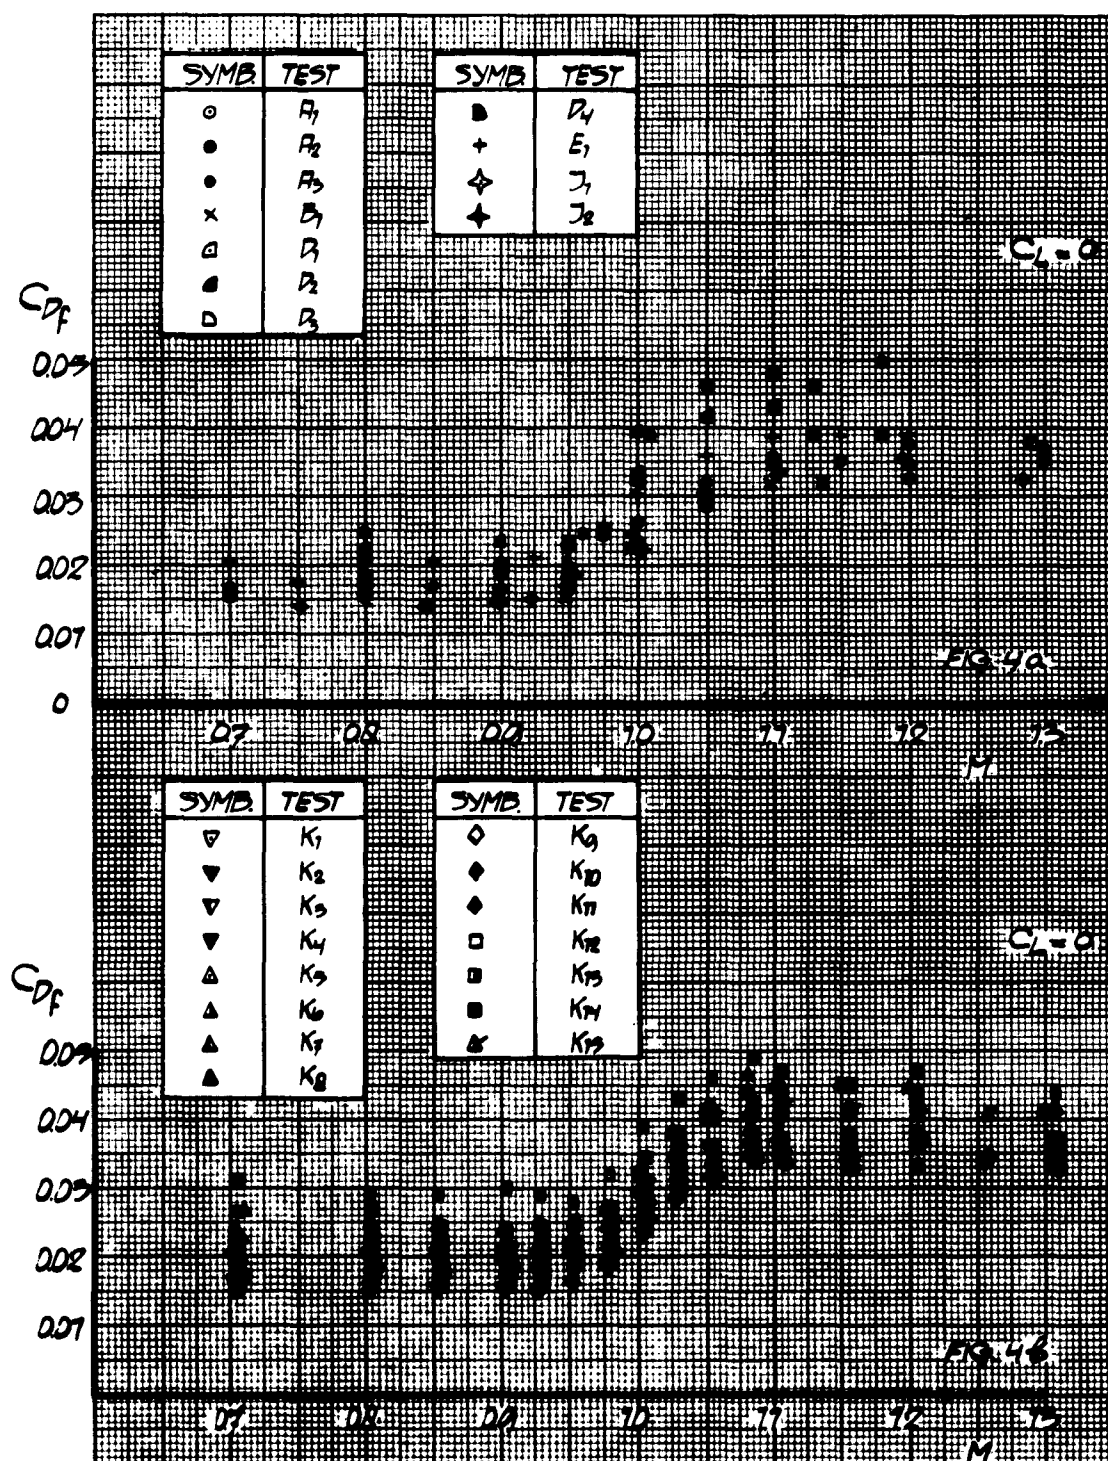 SYMB. TEST
A1
A2
A3
B1
D1
D2
D3
SYMB. TEST
D4
E1
J1
J2
CL = 0
CDf
0.05
0.04
0.03
0.02
0.01
0
FIG. 4a
0.7 0.8 0.9 1.0 1.1 1.2 1.3
M
SYMB. TEST
K1
K2
K3
K4
K5
K6
K7
K8
SYMB. TEST
K9
K10
K11
K12
K13
K14
K15
CL = 0
CDf
0.05
0.04
0.03
0.02
0.01
FIG. 4b
0.7 0.8 0.9 1.0 1.1 1.2 1.3
M